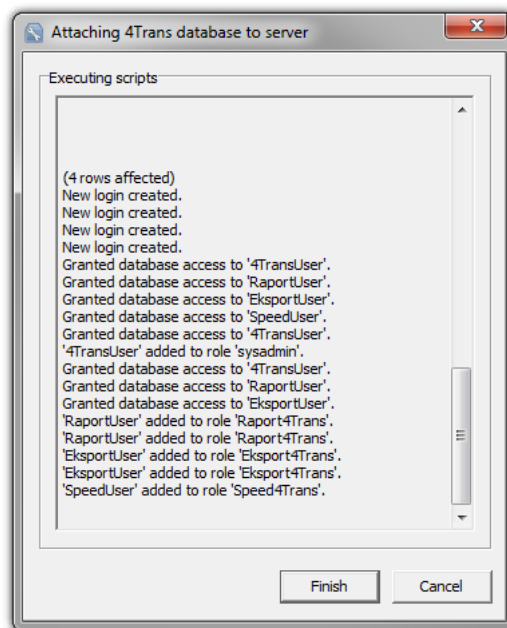 Attaching 4Trans database to server
Executing scripts
(4 rows affected)
New login created.
New login created.
New login created.
New login created.
Granted database access to '4TransUser'.
Granted database access to 'RaportUser'.
Granted database access to 'EksportUser'.
Granted database access to 'SpeedUser'.
Granted database access to '4TransUser'.
'4TransUser' added to role 'sysadmin'.
Granted database access to '4TransUser'.
Granted database access to 'RaportUser'.
Granted database access to 'EksportUser'.
'RaportUser' added to role 'Raport4Trans'.
'RaportUser' added to role 'Raport4Trans'.
'EksportUser' added to role 'Eksport4Trans'.
'EksportUser' added to role 'Eksport4Trans'.
'SpeedUser' added to role 'Speed4Trans'.
Finish
Cancel